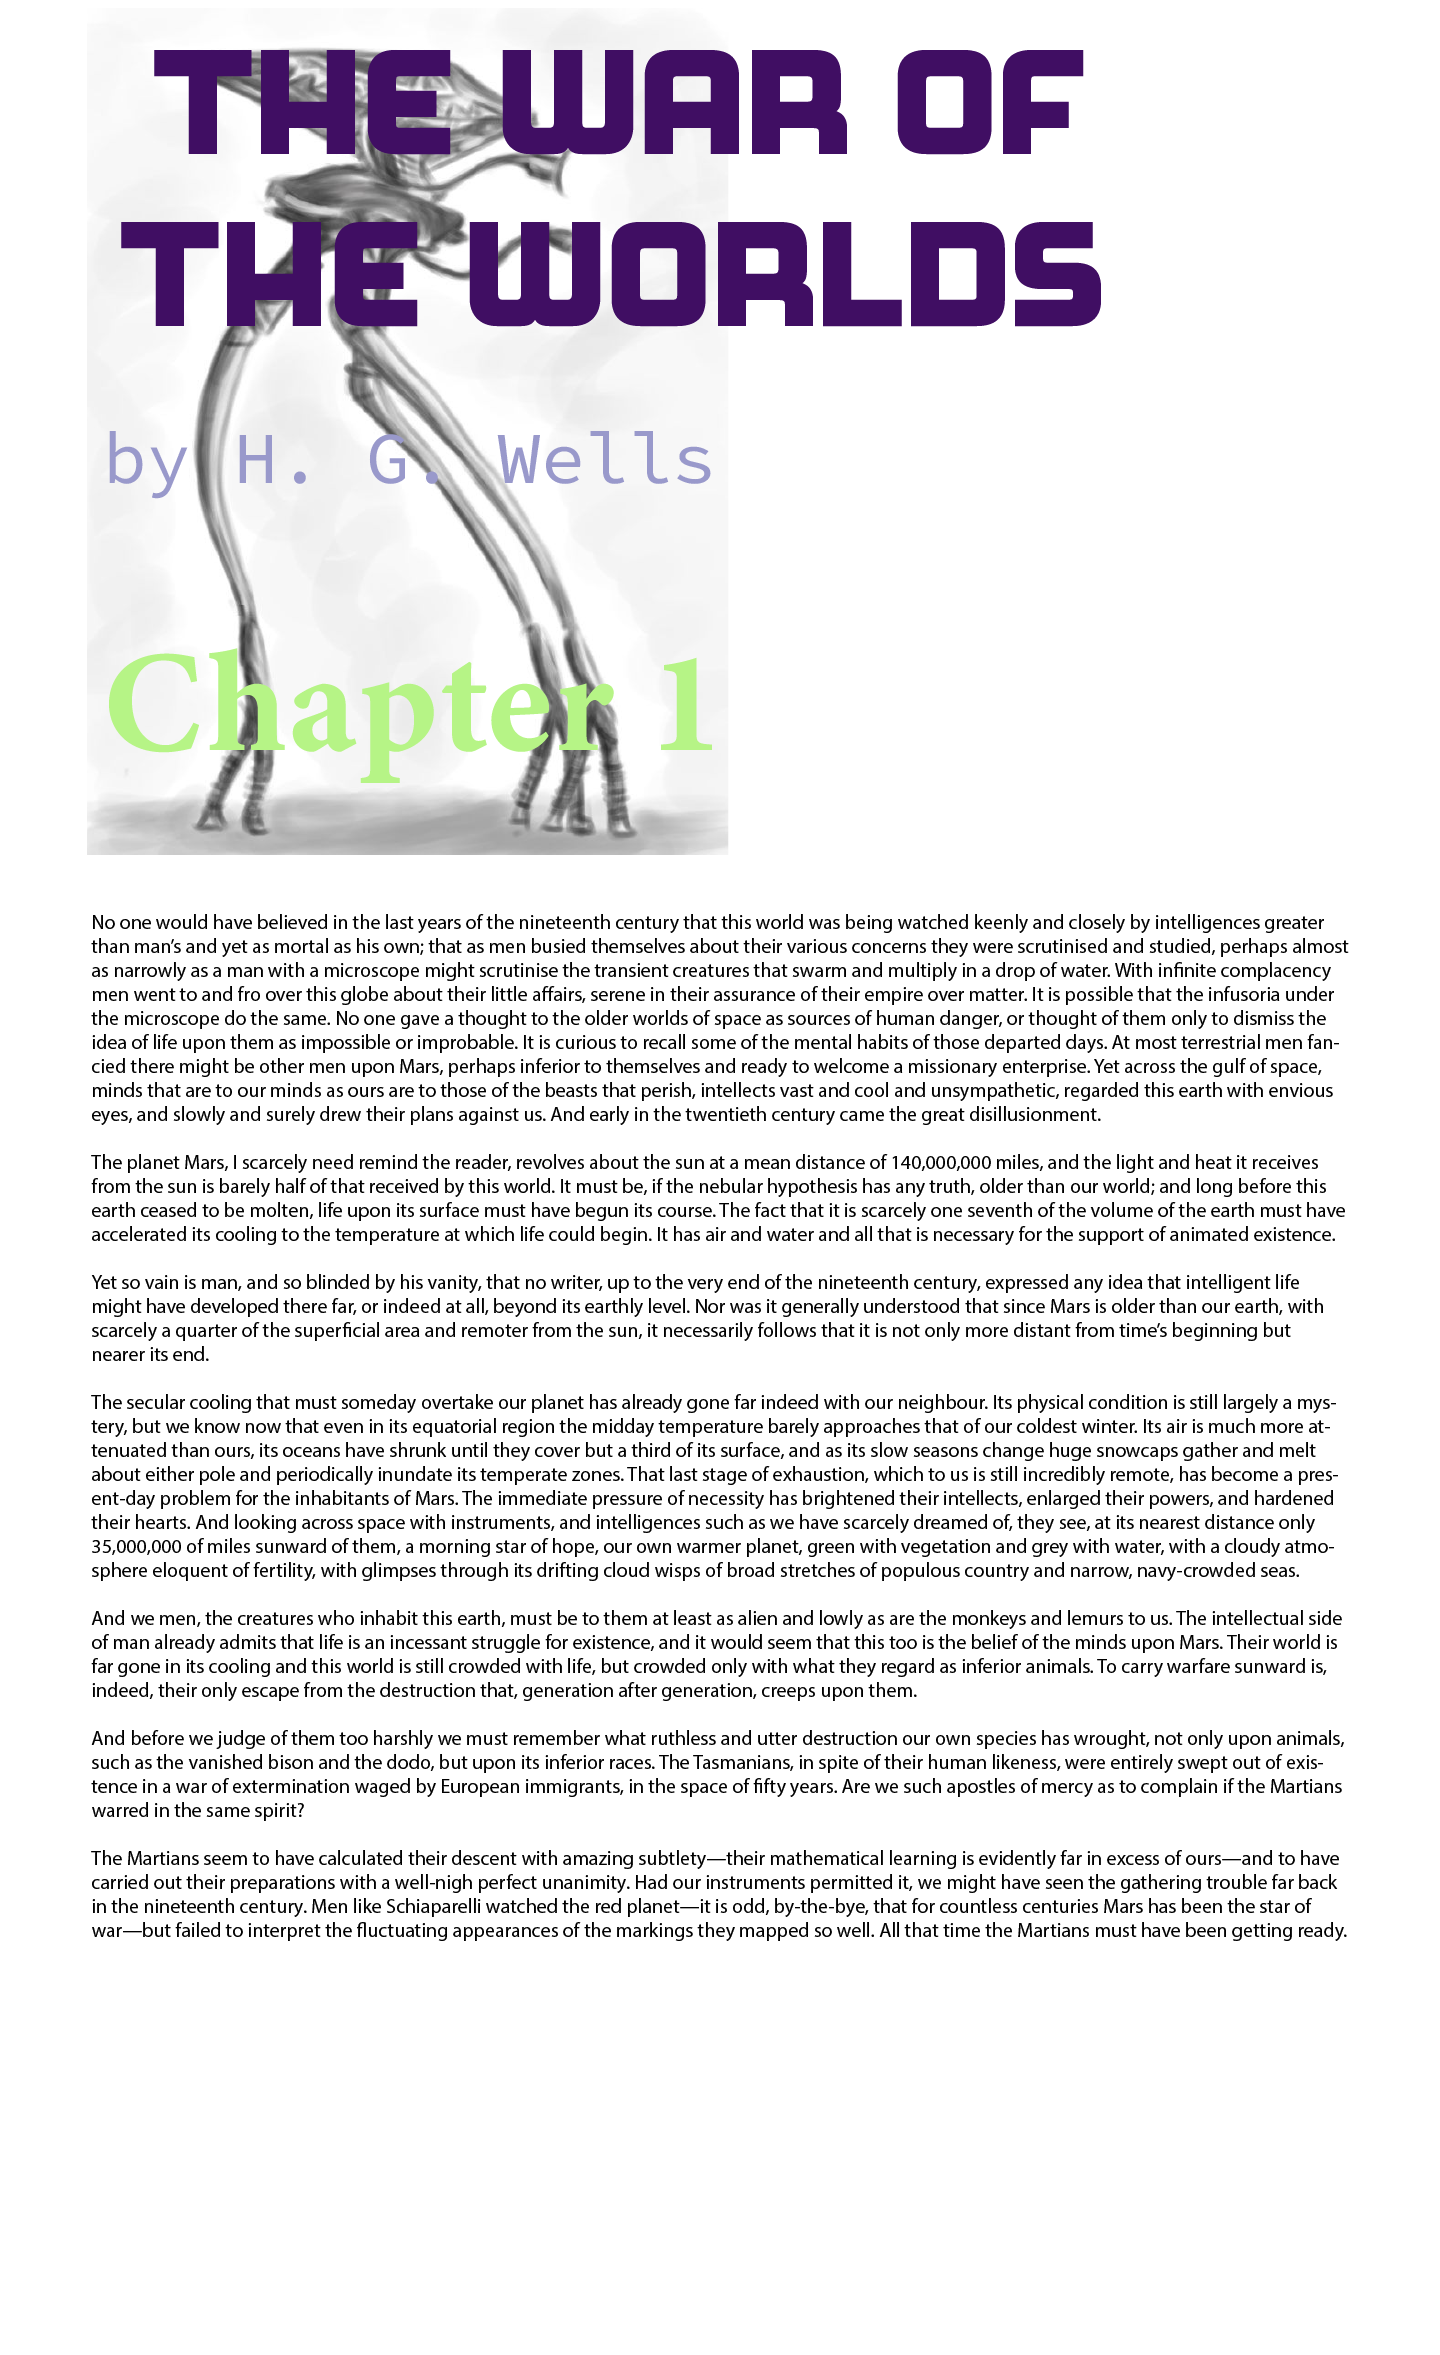 THE WAR OF
THE WORLDS
by H. G. Wells
Chapter 1
No one would have believed in the last years of the nineteenth century that this world was being watched keenly and closely by intelligences greater
than man’s and yet as mortal as his own; that as men busied themselves about their various concerns they were scrutinised and studied, perhaps almost
as narrowly as a man with a microscope might scrutinise the transient creatures that swarm and multiply in a drop of water. With infinite complacency
men went to and fro over this globe about their little affairs, serene in their assurance of their empire over matter. It is possible that the infusoria under
the microscope do the same. No one gave a thought to the older worlds of space as sources of human danger, or thought of them only to dismiss the
idea of life upon them as impossible or improbable. It is curious to recall some of the mental habits of those departed days. At most terrestrial men fan-
cied there might be other men upon Mars, perhaps inferior to themselves and ready to welcome a missionary enterprise. Yet across the gulf of space,
minds that are to our minds as ours are to those of the beasts that perish, intellects vast and cool and unsympathetic, regarded this earth with envious
eyes, and slowly and surely drew their plans against us. And early in the twentieth century came the great disillusionment.
The planet Mars, I scarcely need remind the reader, revolves about the sun at a mean distance of 140,000,000 miles, and the light and heat it receives
from the sun is barely half of that received by this world. It must be, if the nebular hypothesis has any truth, older than our world; and long before this
earth ceased to be molten, life upon its surface must have begun its course. The fact that it is scarcely one seventh of the volume of the earth must have
accelerated its cooling to the temperature at which life could begin. It has air and water and all that is necessary for the support of animated existence.
Yet so vain is man, and so blinded by his vanity, that no writer, up to the very end of the nineteenth century, expressed any idea that intelligent life
might have developed there far, or indeed at all, beyond its earthly level. Nor was it generally understood that since Mars is older than our earth, with
scarcely a quarter of the superficial area and remoter from the sun, it necessarily follows that it is not only more distant from time’s beginning but
nearer its end.
The secular cooling that must someday overtake our planet has already gone far indeed with our neighbour. Its physical condition is still largely a mys-
tery, but we know now that even in its equatorial region the midday temperature barely approaches that of our coldest winter. Its air is much more at-
tenuated than ours, its oceans have shrunk until they cover but a third of its surface, and as its slow seasons change huge snowcaps gather and melt
about either pole and periodically inundate its temperate zones. That last stage of exhaustion, which to us is still incredibly remote, has become a pres-
ent-day problem for the inhabitants of Mars. The immediate pressure of necessity has brightened their intellects, enlarged their powers, and hardened
their hearts. And looking across space with instruments, and intelligences such as we have scarcely dreamed of, they see, at its nearest distance only
35,000,000 of miles sunward of them, a morning star of hope, our own warmer planet, green with vegetation and grey with water, with a cloudy atmo-
sphere eloquent of fertility, with glimpses through its drifting cloud wisps of broad stretches of populous country and narrow, navy-crowded seas.
And we men, the creatures who inhabit this earth, must be to them at least as alien and lowly as are the monkeys and lemurs to us. The intellectual side
of man already admits that life is an incessant struggle for existence, and it would seem that this too is the belief of the minds upon Mars. Their world is
far gone in its cooling and this world is still crowded with life, but crowded only with what they regard as inferior animals. To carry warfare sunward is,
indeed, their only escape from the destruction that, generation after generation, creeps upon them.
And before we judge of them too harshly we must remember what ruthless and utter destruction our own species has wrought, not only upon animals,
such as the vanished bison and the dodo, but upon its inferior races. The Tasmanians, in spite of their human likeness, were entirely swept out of exis-
tence in a war of extermination waged by European immigrants, in the space of fifty years. Are we such apostles of mercy as to complain if the Martians
warred in the same spirit?
The Martians seem to have calculated their descent with amazing subtlety—their mathematical learning is evidently far in excess of ours—and to have
carried out their preparations with a well-nigh perfect unanimity. Had our instruments permitted it, we might have seen the gathering trouble far back
in the nineteenth century. Men like Schiaparelli watched the red planet—it is odd, by-the-bye, that for countless centuries Mars has been the star of
war—but failed to interpret the fluctuating appearances of the markings they mapped so well. All that time the Martians must have been getting ready.